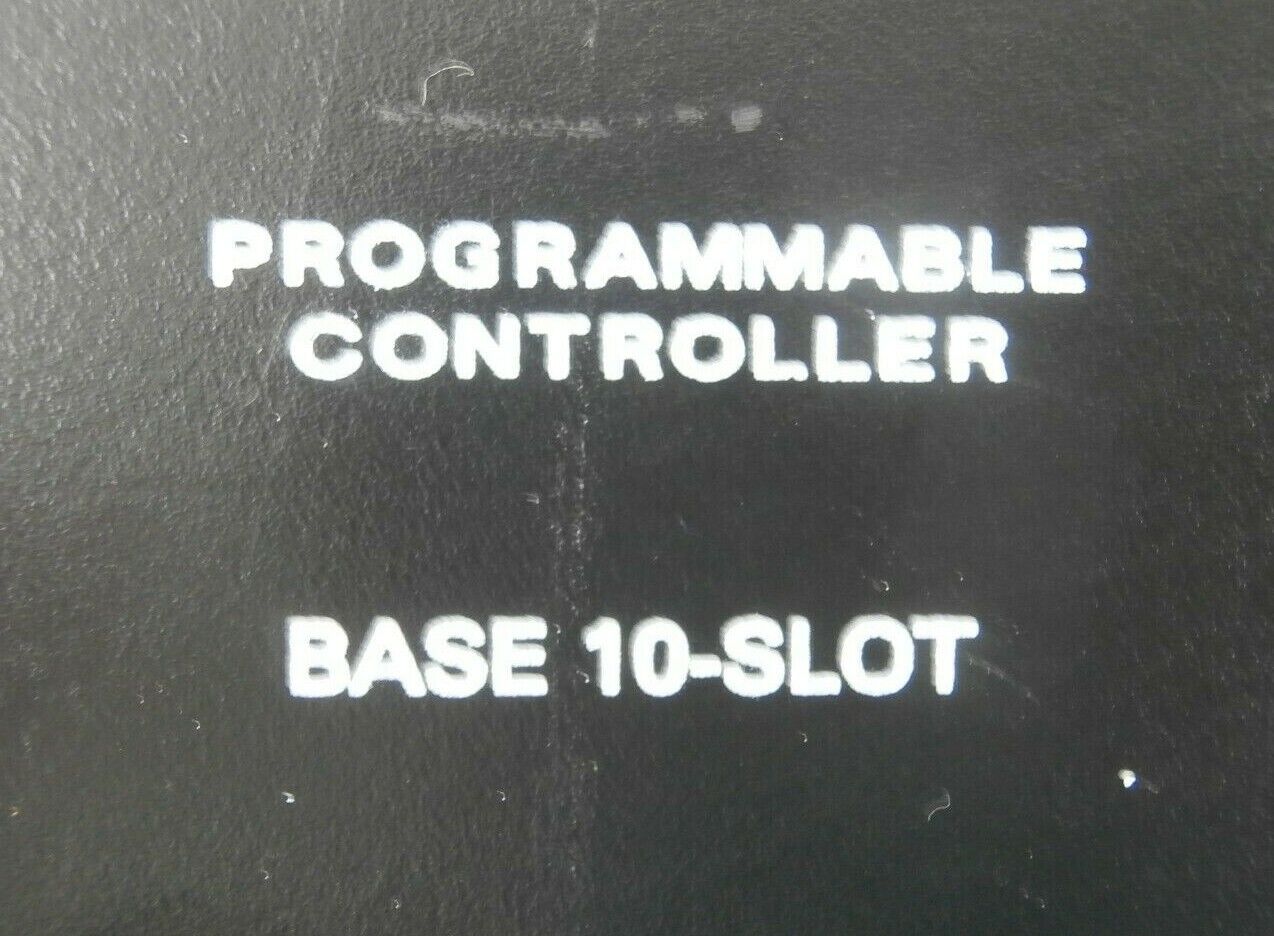 PROGRAMMABLE
CONTROLLER
BASE 10-SLOT